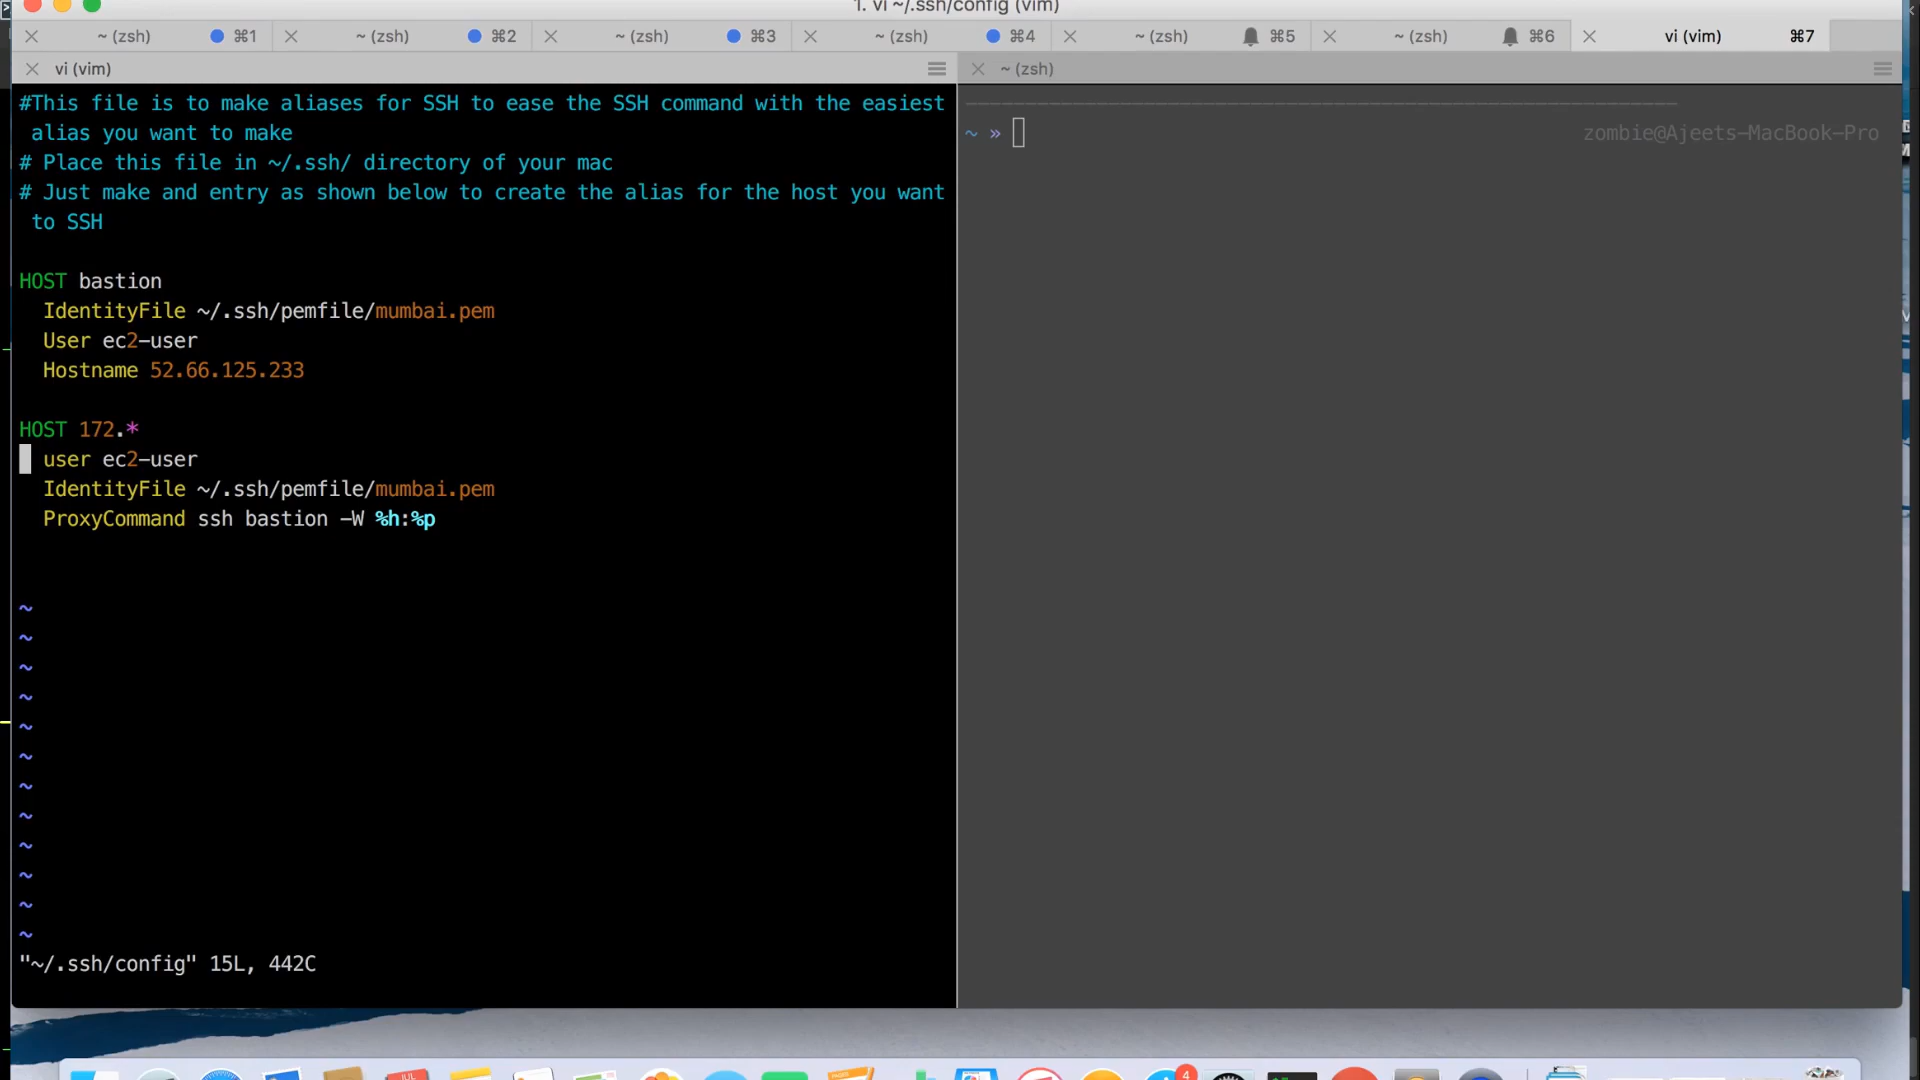 1. vi ~/.ssh/config (vim)
~ (zsh) ⌘1 ~ (zsh) ⌘2 ~ (zsh) ⌘3 ~ (zsh) ⌘4 ~ (zsh) ⌘5 ~ (zsh) ⌘6 vi (vim) ⌘7
vi (vim)
~ (zsh)
#This file is to make aliases for SSH to ease the SSH command with the easiest
alias you want to make
# Place this file in ~/.ssh/ directory of your mac
# Just make and entry as shown below to create the alias for the host you want
to SSH
HOST bastion
IdentityFile ~/.ssh/pemfile/mumbai.pem
User ec2-user
Hostname 52.66.125.233
HOST 172.*
user ec2-user
IdentityFile ~/.ssh/pemfile/mumbai.pem
ProxyCommand ssh bastion -W %h:%p
~
~
~
~
~
~
~
~
~
~
~
~
"~/.ssh/config" 15L, 442C
~ » zombie@Ajeets-MacBook-Pro
JUL
PAGES
4